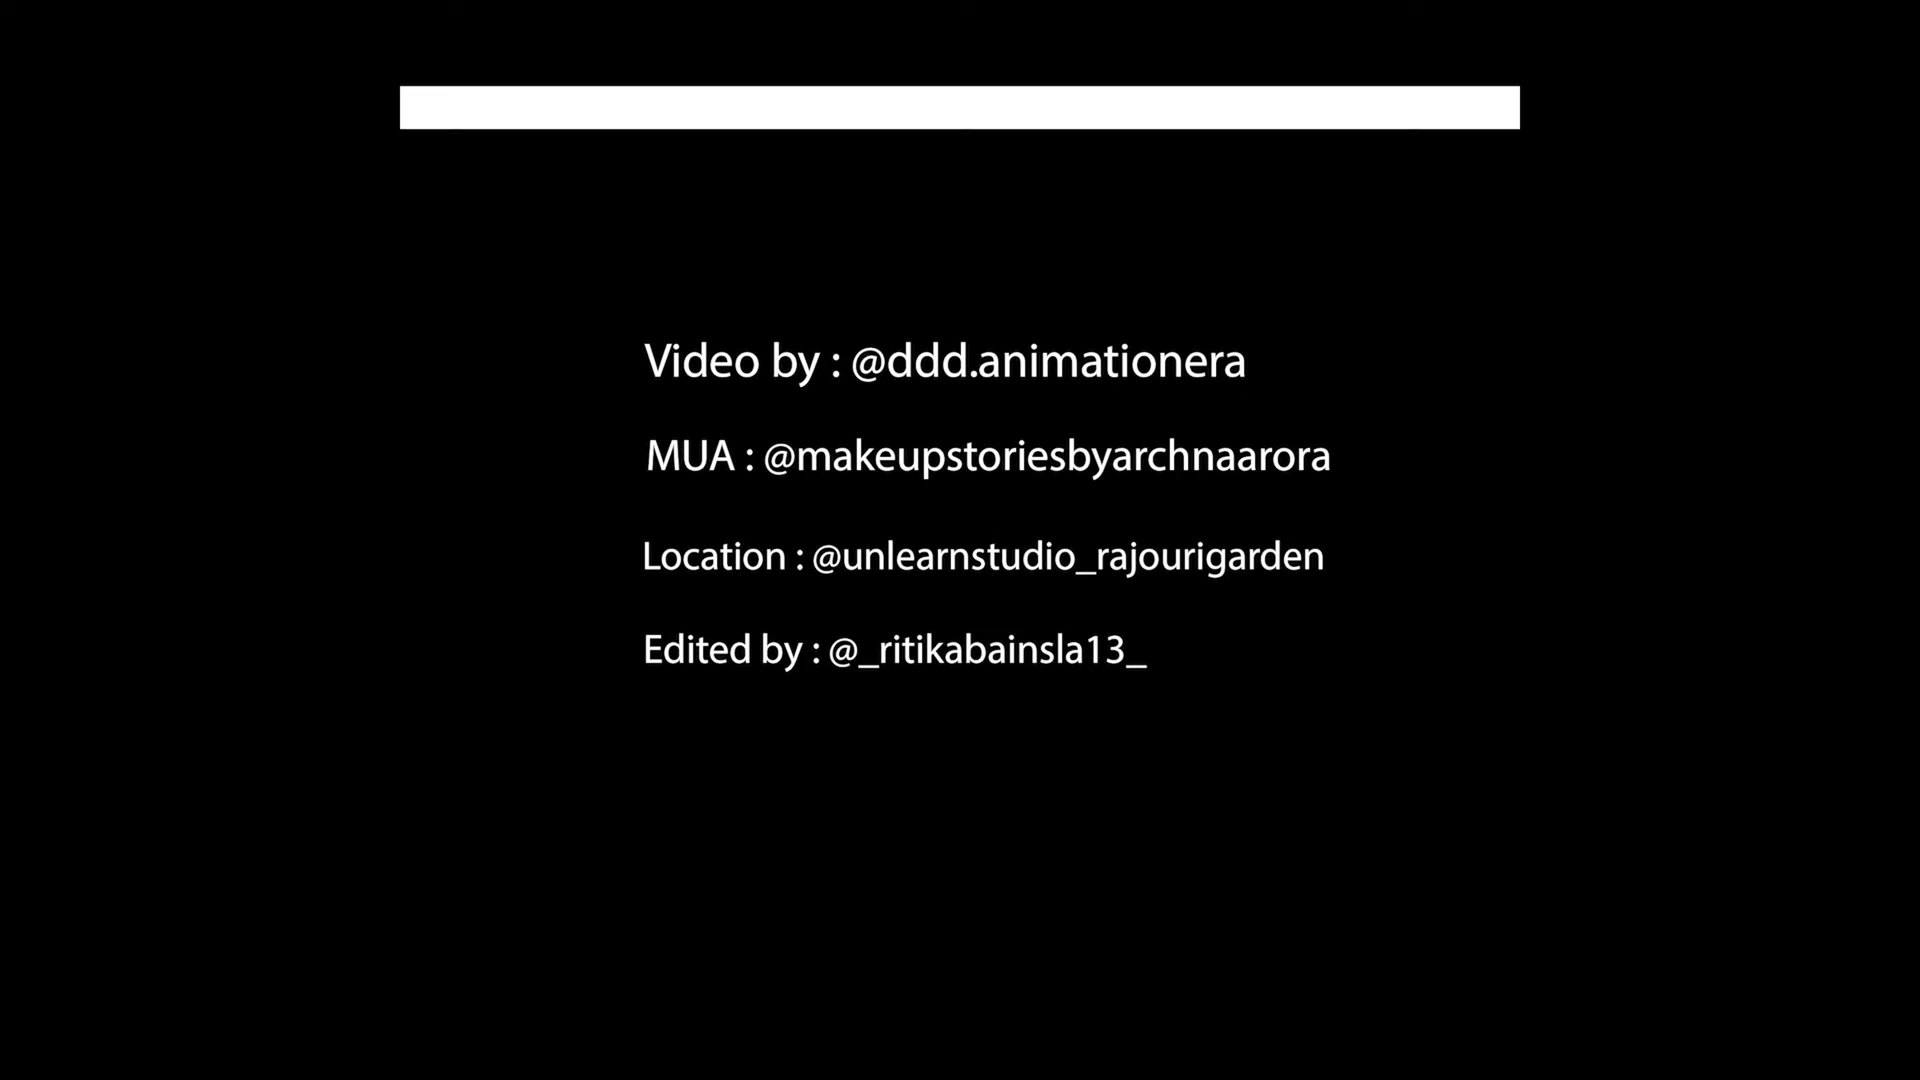 Video by : @ddd.animationera
MUA : @makeupstoriesbyarchnaarora
Location : @unlearnstudio_rajourigarden
Edited by : @_ritikabainsla13_